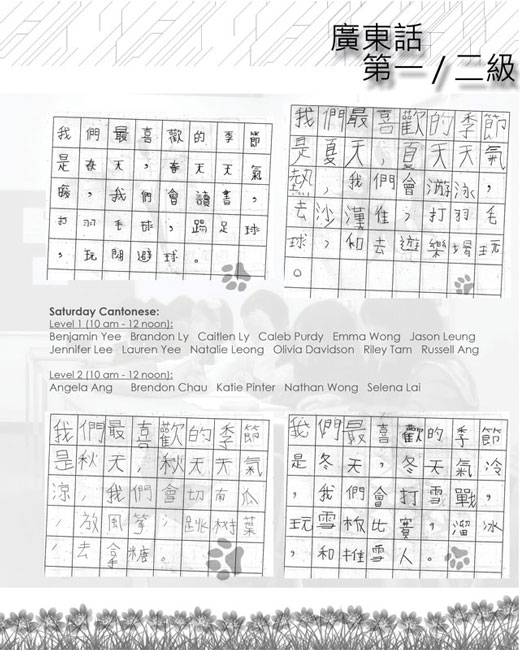 廣東話
第一/二級
我們最喜歡的季節
是春天，春天天氣
暖，我們會讀書，
打羽毛球，踢足球
，玩避球。
我們最喜歡的季節
是夏天，夏天天氣
熱，我們會游泳，
去沙漢住，打羽毛
球，和去遊樂場玩
。
Saturday Cantonese:
Level 1 (10 am - 12 noon):
Benjamin Yee Brandon Ly Caitlen Ly Caleb Purdy Emma Wong Jason Leung
Jennifer Lee Lauren Yee Natalie Leong Olivia Davidson Riley Tam Russell Ang
Level 2 (10 am - 12 noon):
Angela Ang Brendon Chau Katie Pinter Nathan Wong Selena Lai
我們最喜歡的季節
是秋天，秋天天氣
涼，我們會切南瓜
，放風箏，跳樹葉
，去拿糖。
我們最喜歡的季節
是冬天，冬天氣冷
，我們會打雪戰，
玩雪板比賽，溜冰
，和推雪人。